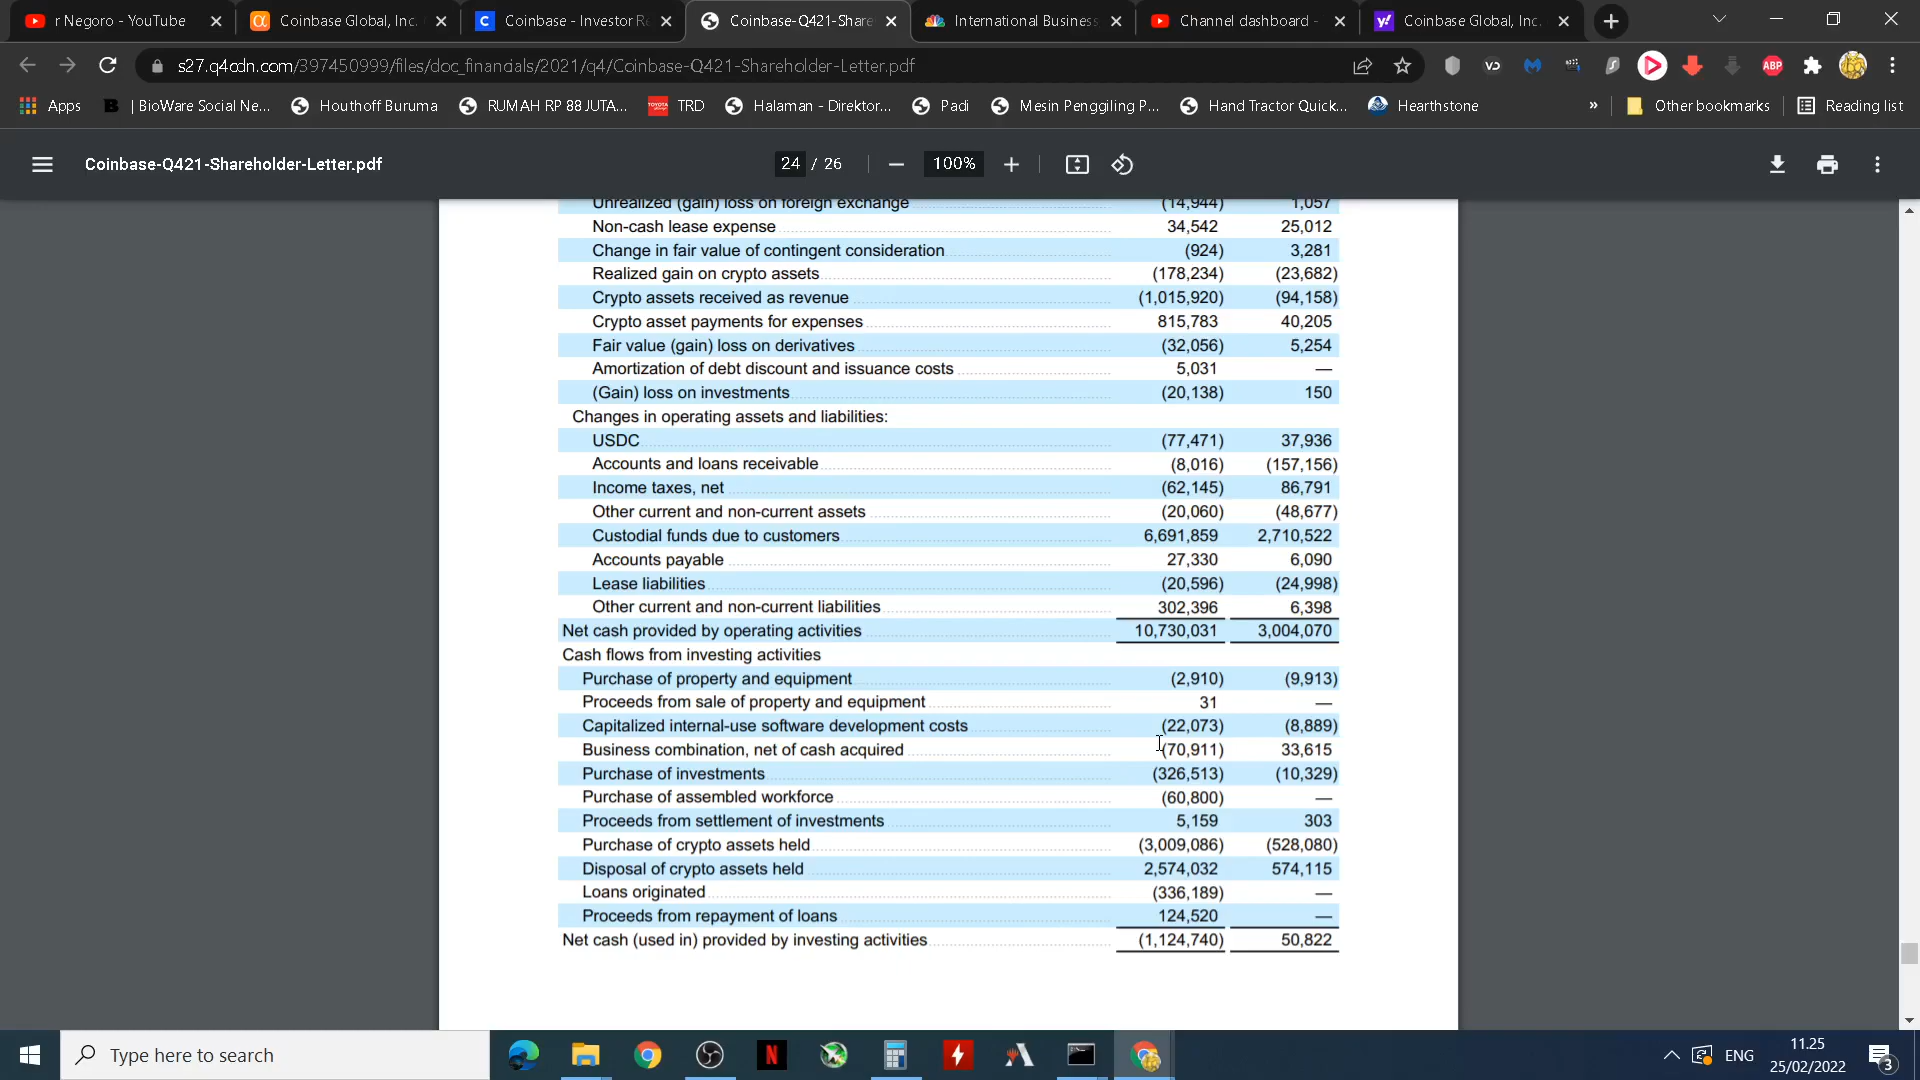 r Negoro - YouTube
Coinbase Global, Inc.
Coinbase - Investor Re
Coinbase-Q421-Share
International Business
Channel dashboard -
Coinbase Global, Inc.
s27.q4cdn.com/397450999/files/doc_financials/2021/q4/Coinbase-Q421-Shareholder-Letter.pdf
Apps
| BioWare Social Ne...
Houthoff Buruma
RUMAH RP 88 JUTA...
TRD
Halaman - Direktor...
Padi
Mesin Penggiling P...
Hand Tractor Quick...
Hearthstone
»
Other bookmarks
Reading list
Coinbase-Q421-Shareholder-Letter.pdf
24 / 26
100%
Unrealized (gain) loss on foreign exchange (14,944) 1,057
Non-cash lease expense 34,542 25,012
Change in fair value of contingent consideration (924) 3,281
Realized gain on crypto assets (178,234) (23,682)
Crypto assets received as revenue (1,015,920) (94,158)
Crypto asset payments for expenses 815,783 40,205
Fair value (gain) loss on derivatives (32,056) 5,254
Amortization of debt discount and issuance costs 5,031 —
(Gain) loss on investments (20,138) 150
Changes in operating assets and liabilities:
USDC (77,471) 37,936
Accounts and loans receivable (8,016) (157,156)
Income taxes, net (62,145) 86,791
Other current and non-current assets (20,060) (48,677)
Custodial funds due to customers 6,691,859 2,710,522
Accounts payable 27,330 6,090
Lease liabilities (20,596) (24,998)
Other current and non-current liabilities 302,396 6,398
Net cash provided by operating activities 10,730,031 3,004,070
Cash flows from investing activities
Purchase of property and equipment (2,910) (9,913)
Proceeds from sale of property and equipment 31 —
Capitalized internal-use software development costs (22,073) (8,889)
Business combination, net of cash acquired (70,911) 33,615
Purchase of investments (326,513) (10,329)
Purchase of assembled workforce (60,800) —
Proceeds from settlement of investments 5,159 303
Purchase of crypto assets held (3,009,086) (528,080)
Disposal of crypto assets held 2,574,032 574,115
Loans originated (336,189) —
Proceeds from repayment of loans 124,520 —
Net cash (used in) provided by investing activities (1,124,740) 50,822
Type here to search
ENG
11.25
25/02/2022
3